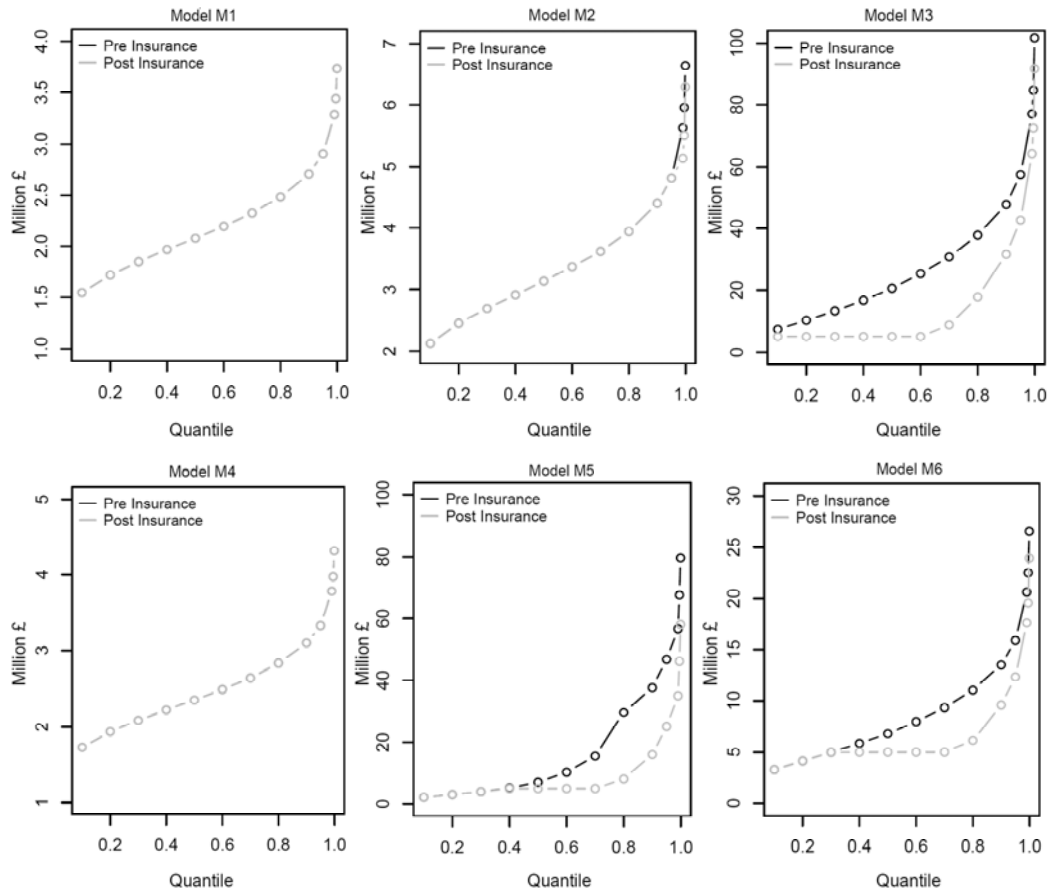 Model M1
Pre Insurance
Post Insurance
Million £
4.0
3.5
3.0
2.5
2.0
1.5
1.0
0.2 0.4 0.6 0.8 1.0
Quantile
Model M2
Pre Insurance
Post Insurance
Million £
7
6
5
4
3
2
0.2 0.4 0.6 0.8 1.0
Quantile
Model M3
Pre Insurance
Post Insurance
Million £
100
80
60
40
20
0
0.2 0.4 0.6 0.8 1.0
Quantile
Model M4
Pre Insurance
Post Insurance
Million £
5
4
3
2
1
0.2 0.4 0.6 0.8 1.0
Quantile
Model M5
Pre Insurance
Post Insurance
Million £
100
80
60
40
20
0
0.2 0.4 0.6 0.8 1.0
Quantile
Model M6
Pre Insurance
Post Insurance
Million £
30
25
20
15
10
5
0
0.2 0.4 0.6 0.8 1.0
Quantile